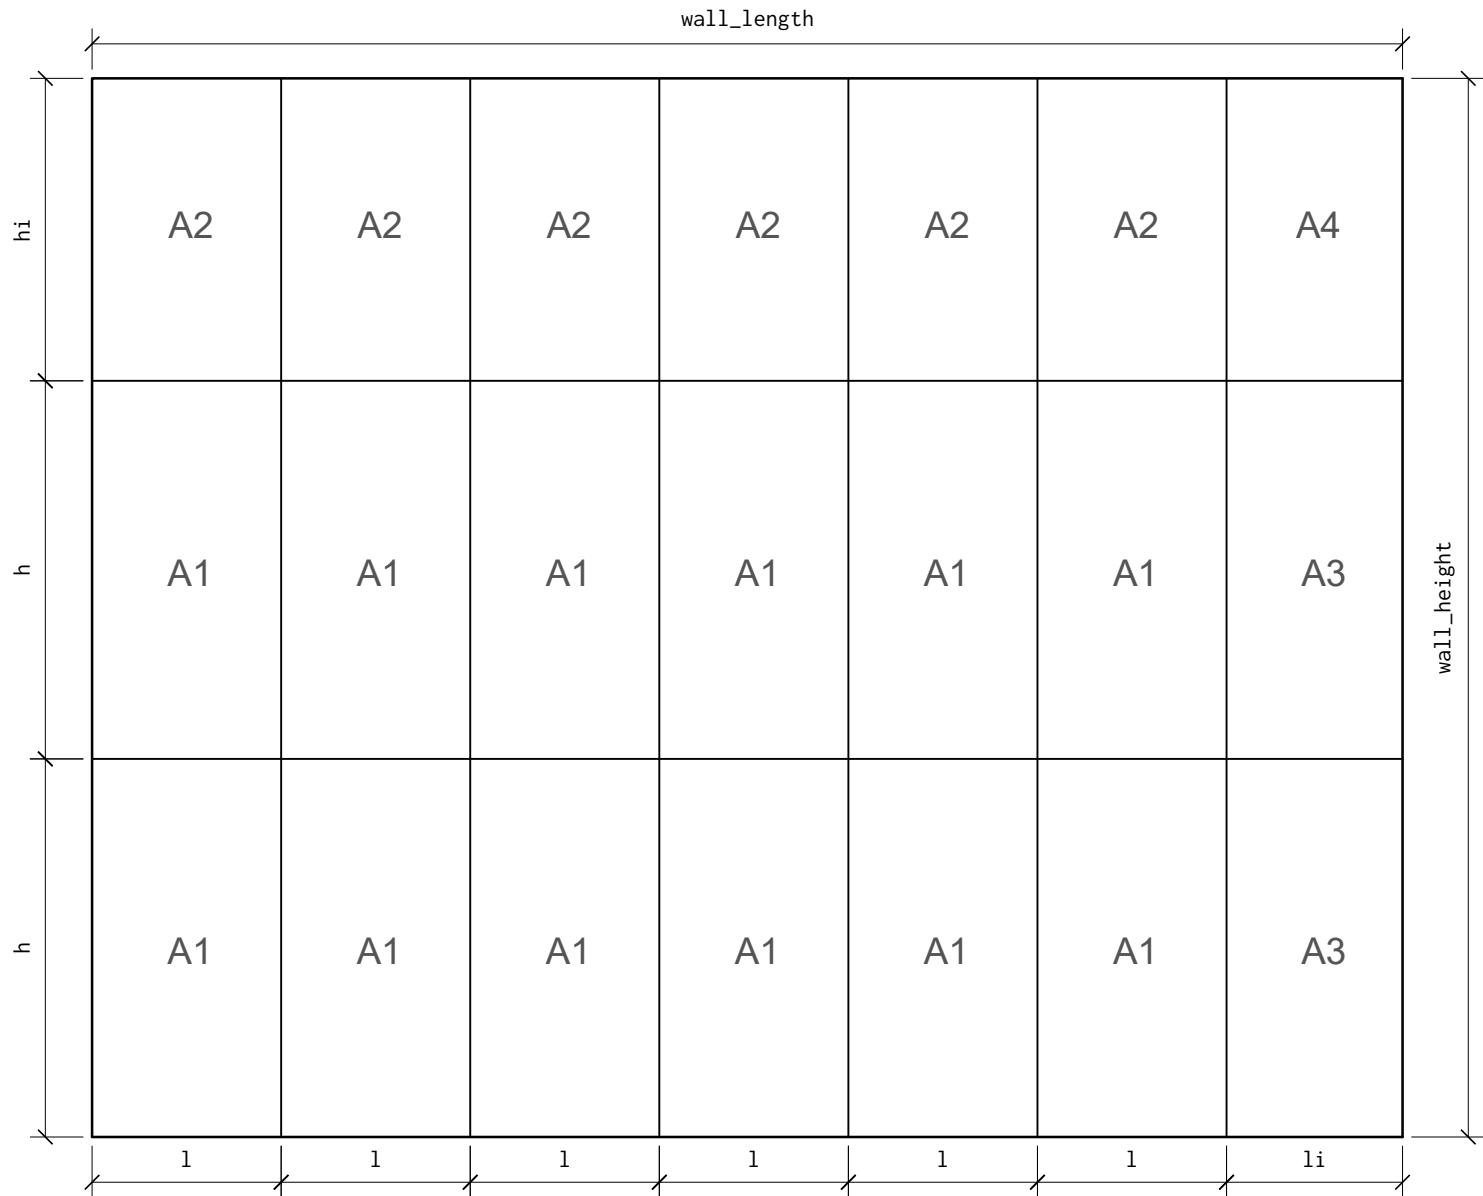 wall_length
hi
A2 A2 A2 A2 A2 A2 A4
h
A1 A1 A1 A1 A1 A1 A3
wall_height
h
A1 A1 A1 A1 A1 A1 A3
l l l l l l li